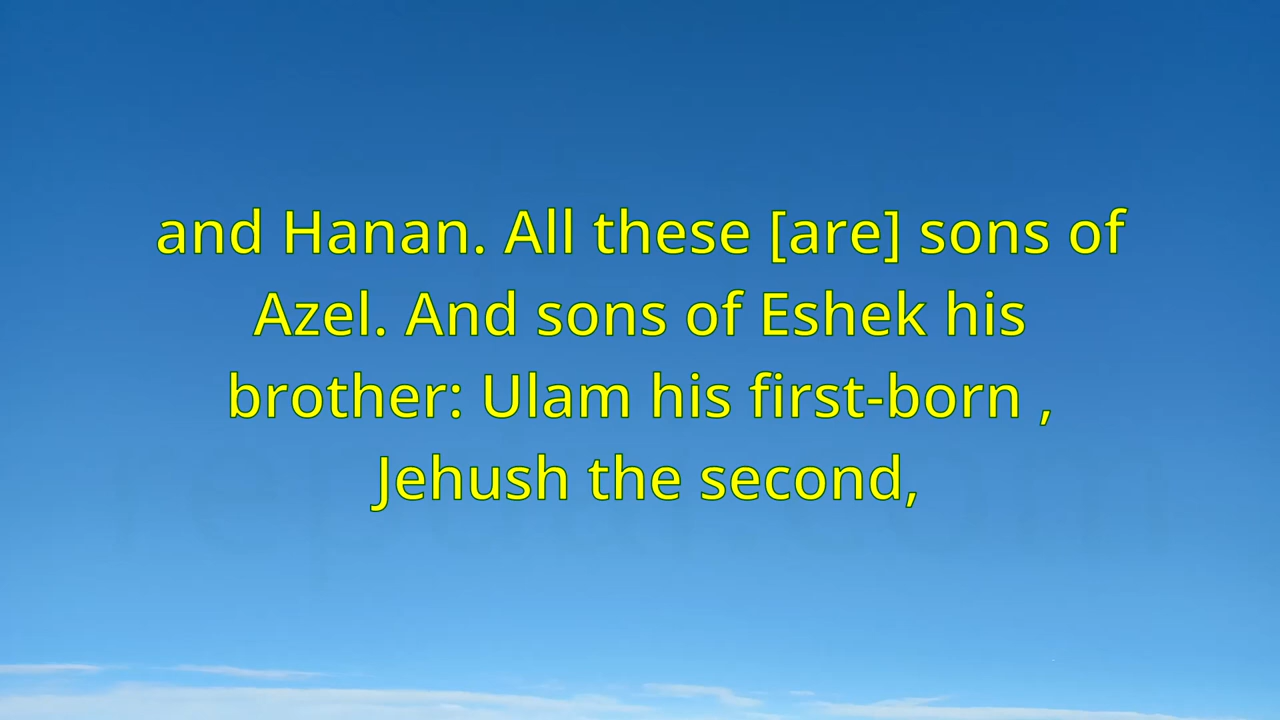 and Hanan. All these [are] sons of
Azel. And sons of Eshek his
brother: Ulam his first-born ,
Jehush the second,